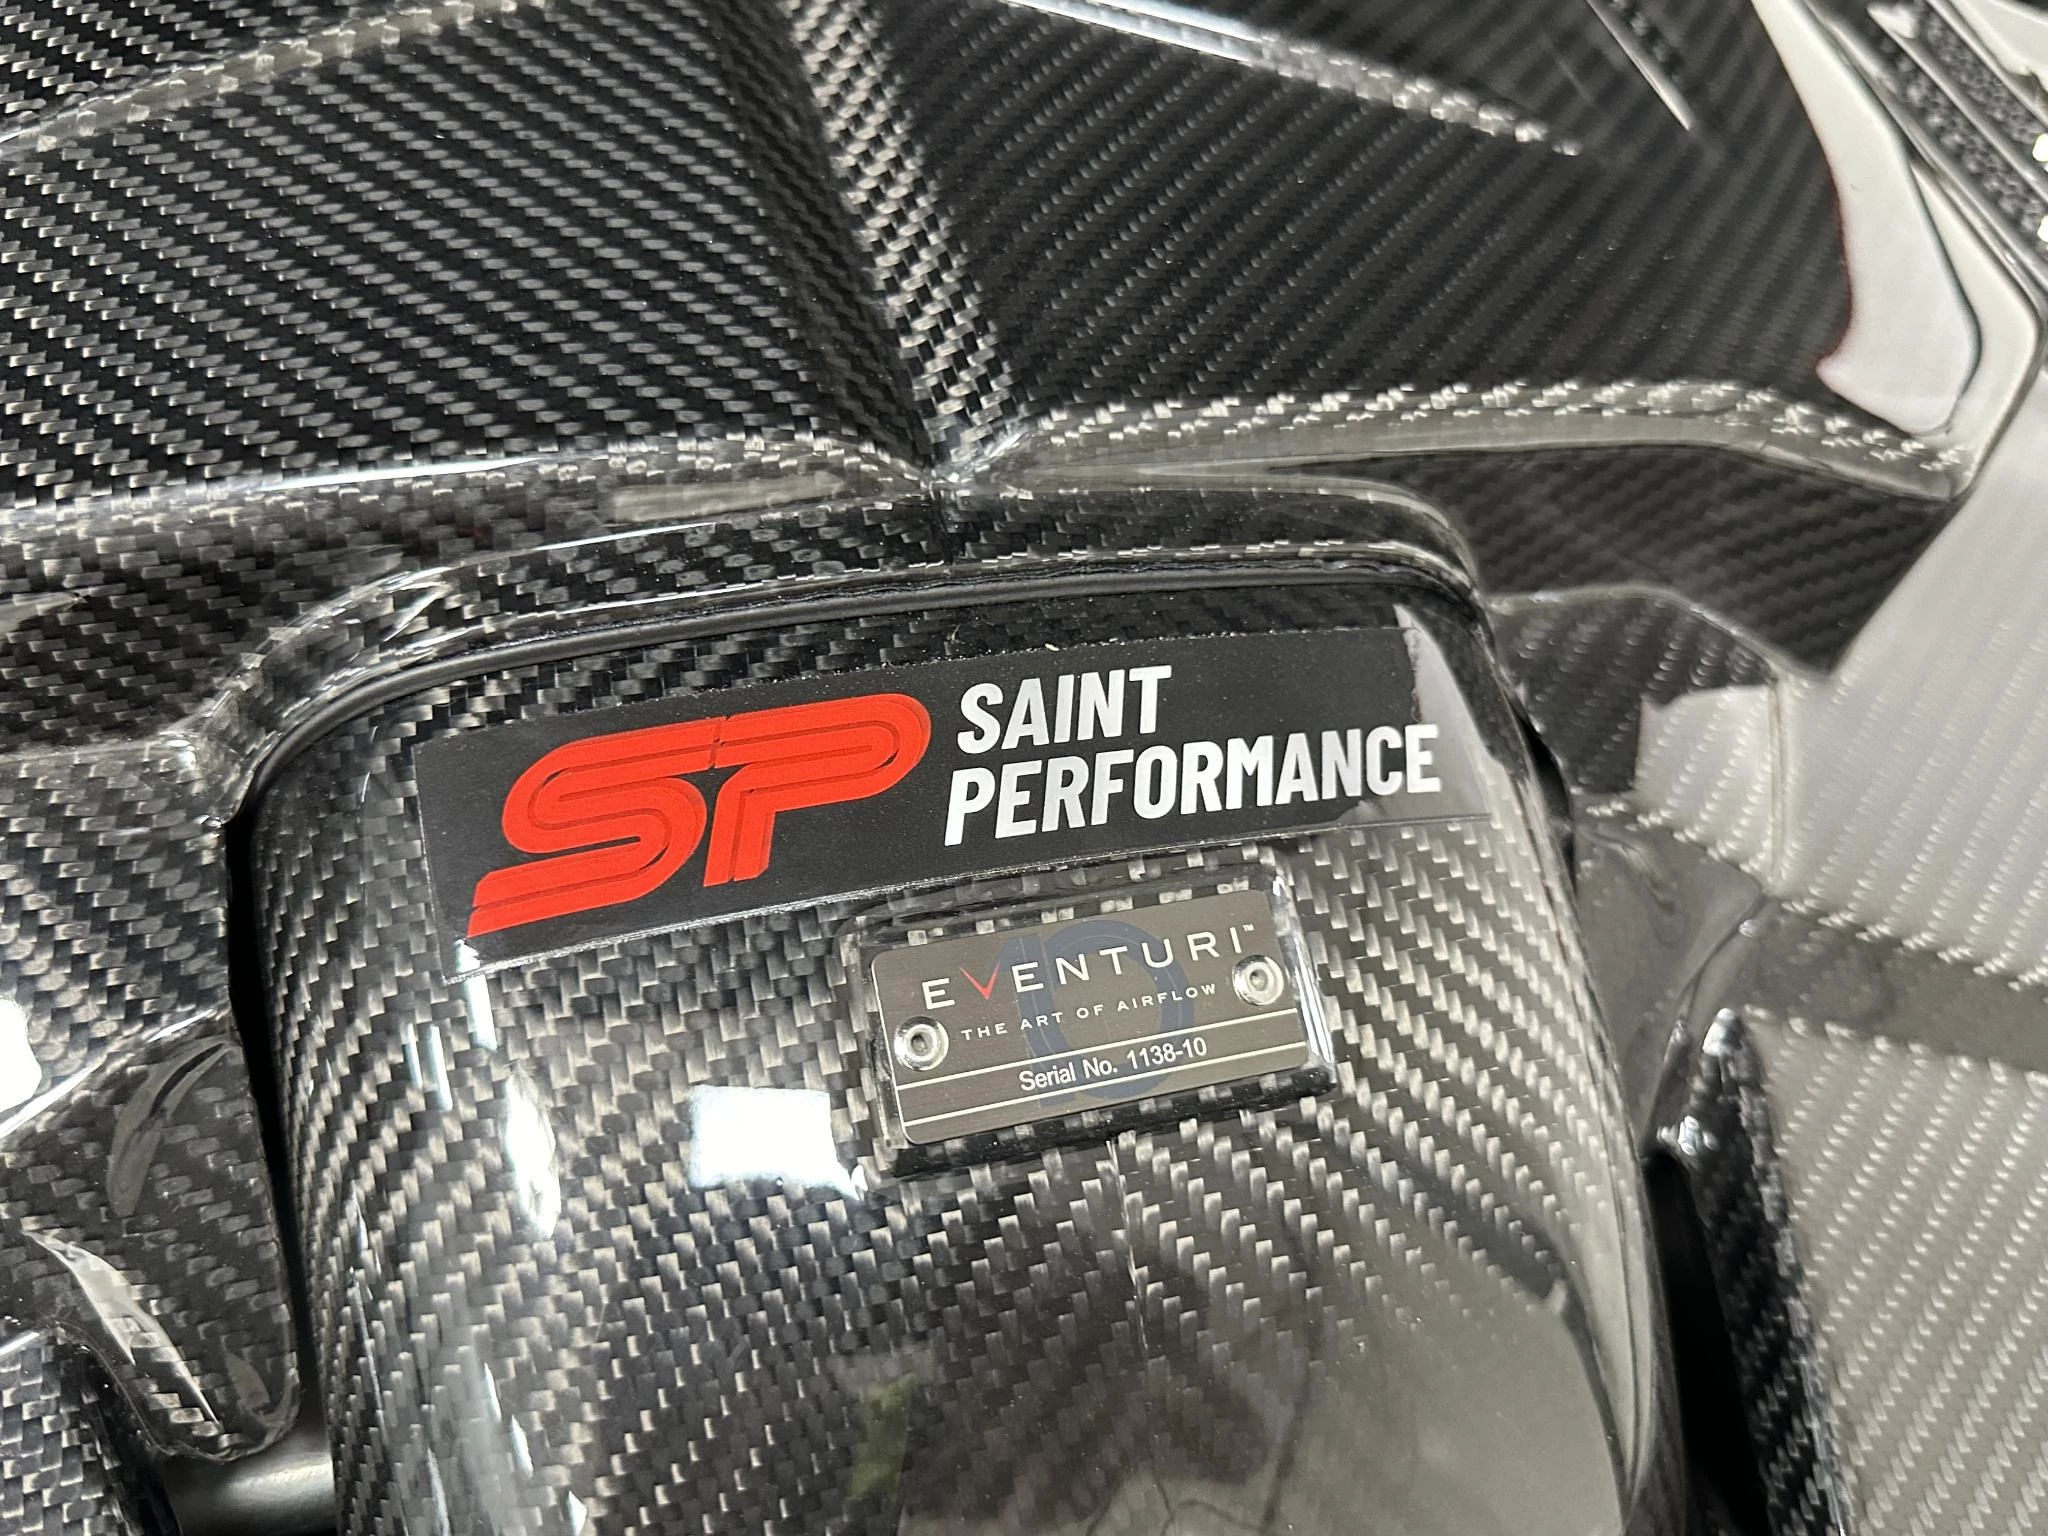 SP SAINT
PERFORMANCE
EVENTURI™
THE ART OF AIRFLOW
Serial No. 1138-10